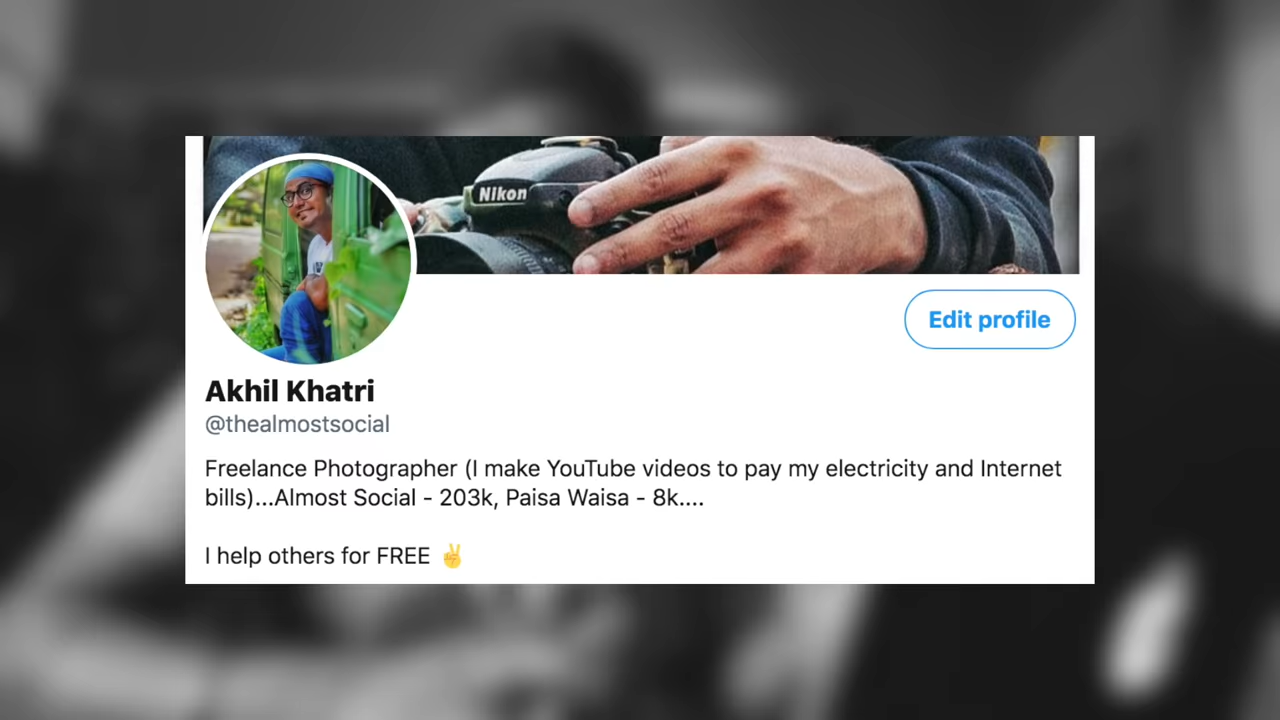 Nikon
Edit profile
Akhil Khatri
@thealmostsocial
Freelance Photographer (I make YouTube videos to pay my electricity and Internet
bills)...Almost Social - 203k, Paisa Waisa - 8k....
I help others for FREE ✌️